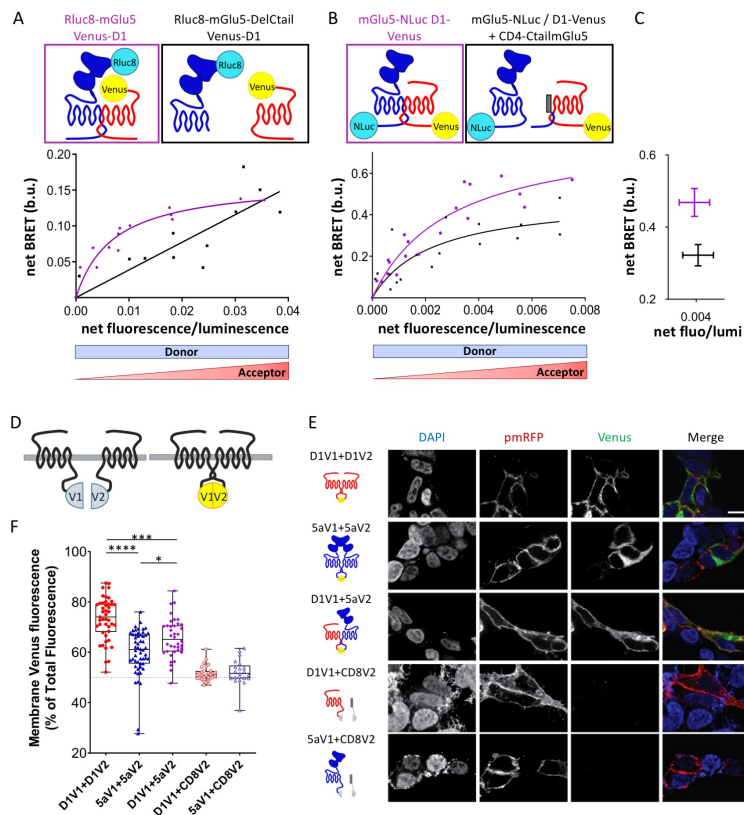 A
Rluc8-mGlu5
Venus-D1
Rluc8-mGlu5-DelCtail
Venus-D1
Rluc8
Venus
Rluc8
Venus
net BRET (b.u.)
0.20
0.15
0.10
0.05
0.00
0.01
0.02
0.03
0.04
net fluorescence/luminescence
Donor
Acceptor
B
mGlu5-NLuc D1-
Venus
mGlu5-NLuc / D1-Venus
+ CD4-CtailmGlu5
NLuc
Venus
NLuc
Venus
net BRET (b.u.)
0.6
0.4
0.2
0.000
0.002
0.004
0.006
0.008
net fluorescence/luminescence
Donor
Acceptor
C
net BRET (b.u.)
0.6
0.4
0.2
0.004
net fluo/lumi
D
V1
V2
V1V2
E
DAPI
pmRFP
Venus
Merge
D1V1+D1V2
5aV1+5aV2
D1V1+5aV2
D1V1+CD8V2
5aV1+CD8V2
F
Membrane Venus fluorescence
(% of Total Fluorescence)
100
80
60
40
20
***
****
*
D1V1+D1V2
5aV1+5aV2
D1V1+5aV2
D1V1+CD8V2
5aV1+CD8V2